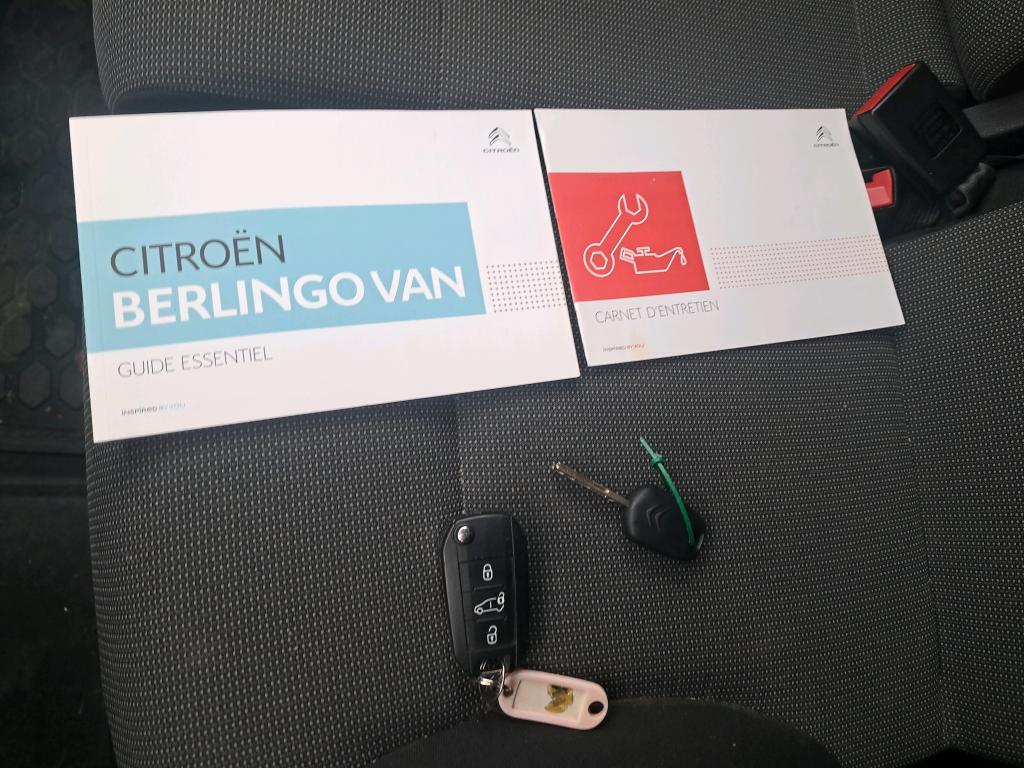 CITROËN
CITROËN
BERLINGO VAN
GUIDE ESSENTIEL
INSPIRED BY YOU
CITROËN
CARNET D'ENTRETIEN
INSPIRED BY YOU